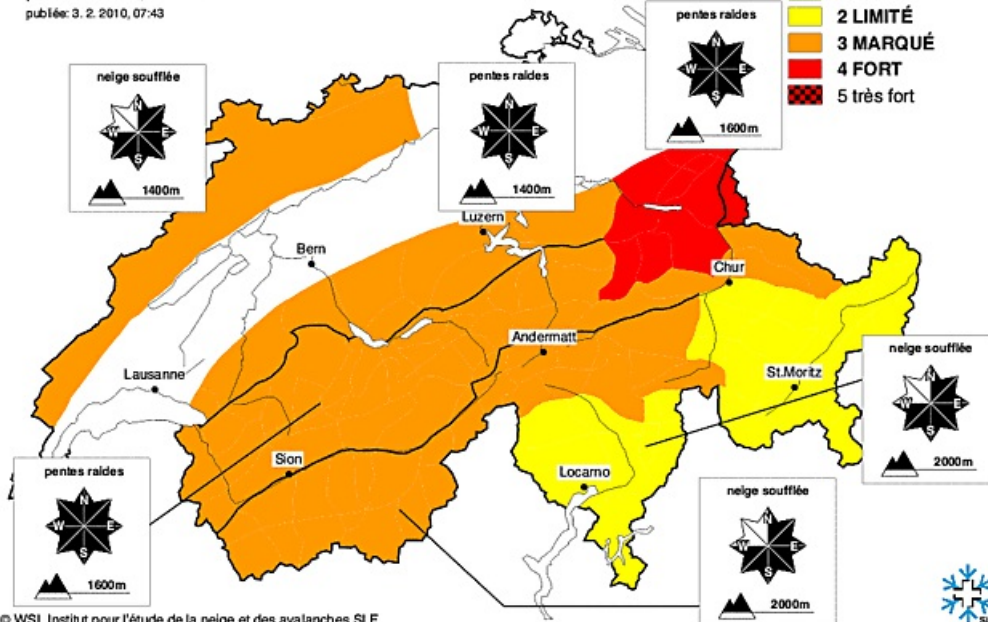 publiée: 3. 2. 2010, 07:43
2 LIMITÉ
3 MARQUÉ
4 FORT
5 très fort
pentes raides
N
W E
S
1600m
neige soufflée
N
W E
S
1400m
pentes raides
N
W E
S
1400m
Luzern
Bern
Chur
Andermatt
Lausanne
St.Moritz
neige soufflée
N
W E
S
2000m
Sion
Locarno
pentes raides
N
W E
S
1600m
neige soufflée
N
W E
S
2000m
© WSL Institut pour l'étude de la neige et des avalanches SLF